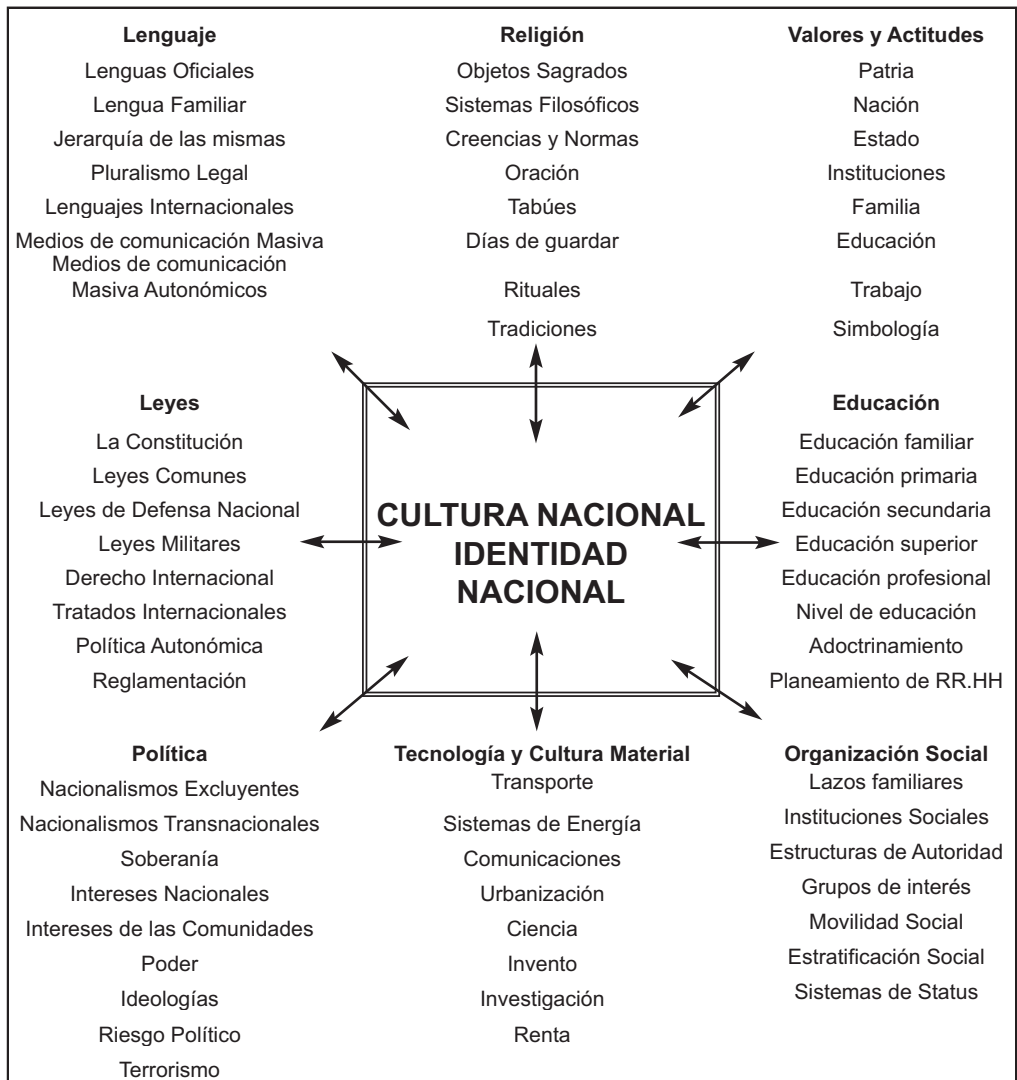 Lenguaje
Lenguas Oficiales
Lengua Familiar
Jerarquía de las mismas
Pluralismo Legal
Lenguajes Internacionales
Medios de comunicación Masiva
Medios de comunicación
Masiva Autonómicos
Religión
Objetos Sagrados
Sistemas Filosóficos
Creencias y Normas
Oración
Tabúes
Días de guardar
Rituales
Tradiciones
Valores y Actitudes
Patria
Nación
Estado
Instituciones
Familia
Educación
Trabajo
Simbología
Leyes
La Constitución
Leyes Comunes
Leyes de Defensa Nacional
Leyes Militares
Derecho Internacional
Tratados Internacionales
Política Autonómica
Reglamentación
CULTURA NACIONAL
IDENTIDAD
NACIONAL
Educación
Educación familiar
Educación primaria
Educación secundaria
Educación superior
Educación profesional
Nivel de educación
Adoctrinamiento
Planeamiento de RR.HH
Política
Nacionalismos Excluyentes
Nacionalismos Transnacionales
Soberanía
Intereses Nacionales
Intereses de las Comunidades
Poder
Ideologías
Riesgo Político
Terrorismo
Tecnología y Cultura Material
Transporte
Sistemas de Energía
Comunicaciones
Urbanización
Ciencia
Invento
Investigación
Renta
Organización Social
Lazos familiares
Instituciones Sociales
Estructuras de Autoridad
Grupos de interés
Movilidad Social
Estratificación Social
Sistemas de Status